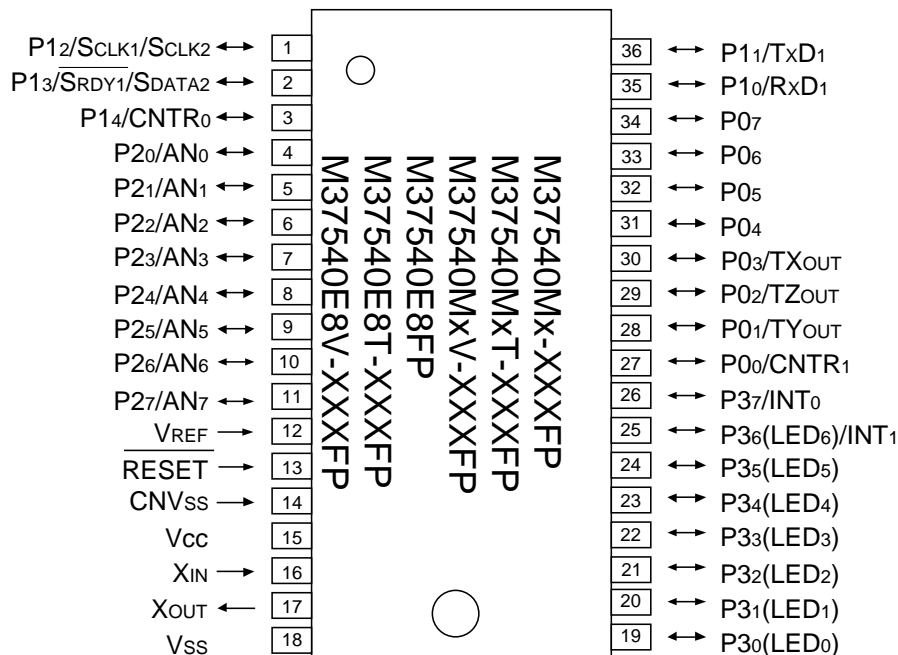 P12/SCLK1/SCLK2 1
P13/SRDY1/SDATA2 2
P14/CNTR0 3
P20/AN0 4
P21/AN1 5
P22/AN2 6
P23/AN3 7
P24/AN4 8
P25/AN5 9
P26/AN6 10
P27/AN7 11
VREF 12
RESET 13
CNVSS 14
Vcc 15
XIN 16
XOUT 17
VSS 18
M37540Mx-XXXFP
M37540MxT-XXXFP
M37540MxV-XXXFP
M37540E8FP
M37540E8T-XXXFP
M37540E8V-XXXFP
36 P11/TxD1
35 P10/RxD1
34 P07
33 P06
32 P05
31 P04
30 P03/TXOUT
29 P02/TZOUT
28 P01/TYOUT
27 P00/CNTR1
26 P37/INT0
25 P36(LED6)/INT1
24 P35(LED5)
23 P34(LED4)
22 P33(LED3)
21 P32(LED2)
20 P31(LED1)
19 P30(LED0)